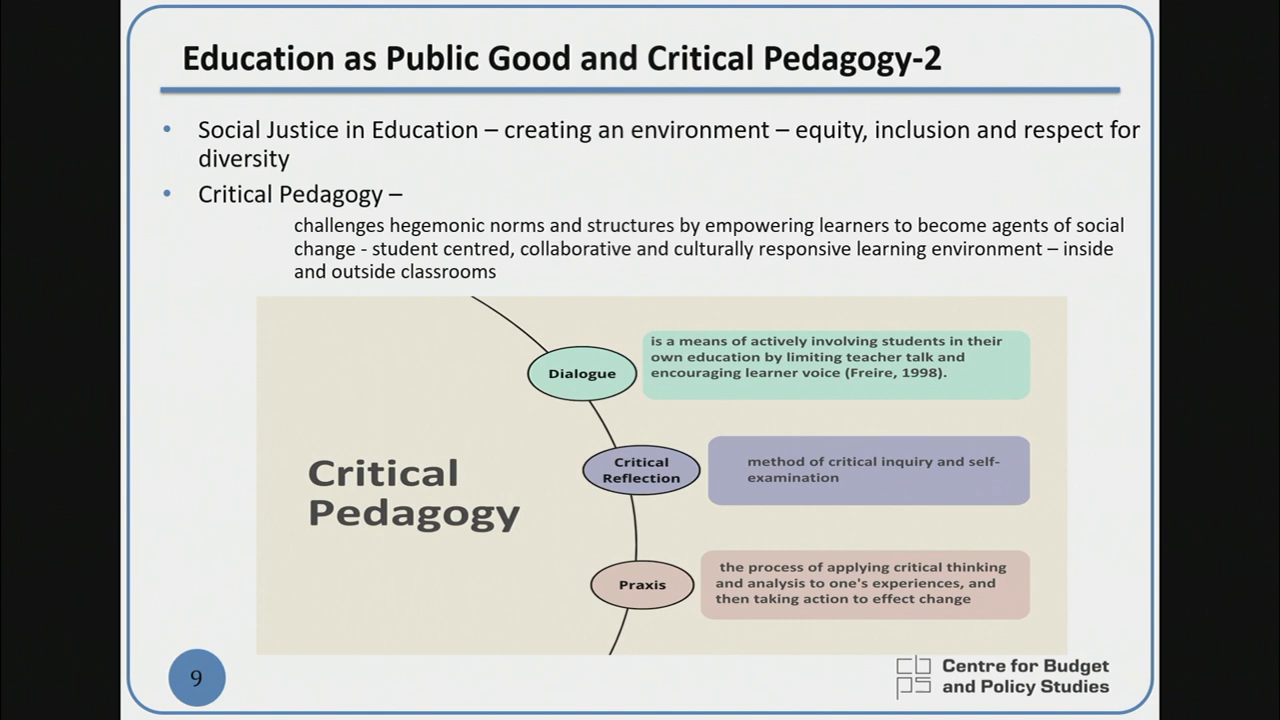 Education as Public Good and Critical Pedagogy-2
• Social Justice in Education – creating an environment – equity, inclusion and respect for
diversity
• Critical Pedagogy –
challenges hegemonic norms and structures by empowering learners to become agents of social
change - student centred, collaborative and culturally responsive learning environment – inside
and outside classrooms
Dialogue
is a means of actively involving students in their
own education by limiting teacher talk and
encouraging learner voice (Freire, 1998).
Critical
Pedagogy
Critical
Reflection
method of critical inquiry and self-
examination
Praxis
the process of applying critical thinking
and analysis to one's experiences, and
then taking action to effect change
9
cb
ps
Centre for Budget
and Policy Studies